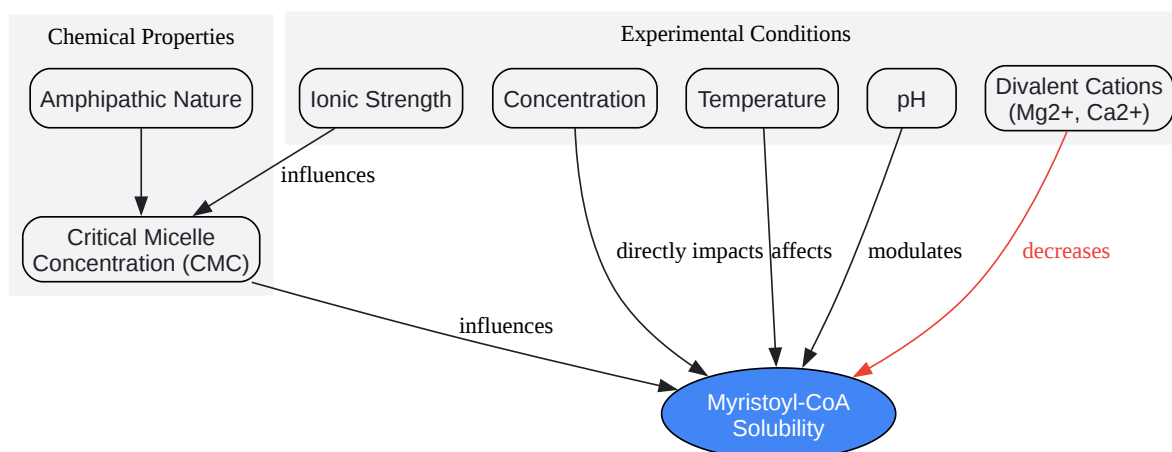 Chemical Properties
Experimental Conditions
Amphipathic Nature
Ionic Strength
Concentration
Temperature
pH
Divalent Cations
(Mg2+, Ca2+)
influences
Critical Micelle
Concentration (CMC)
directly impacts
affects
modulates
decreases
influences
Myristoyl-CoA
Solubility